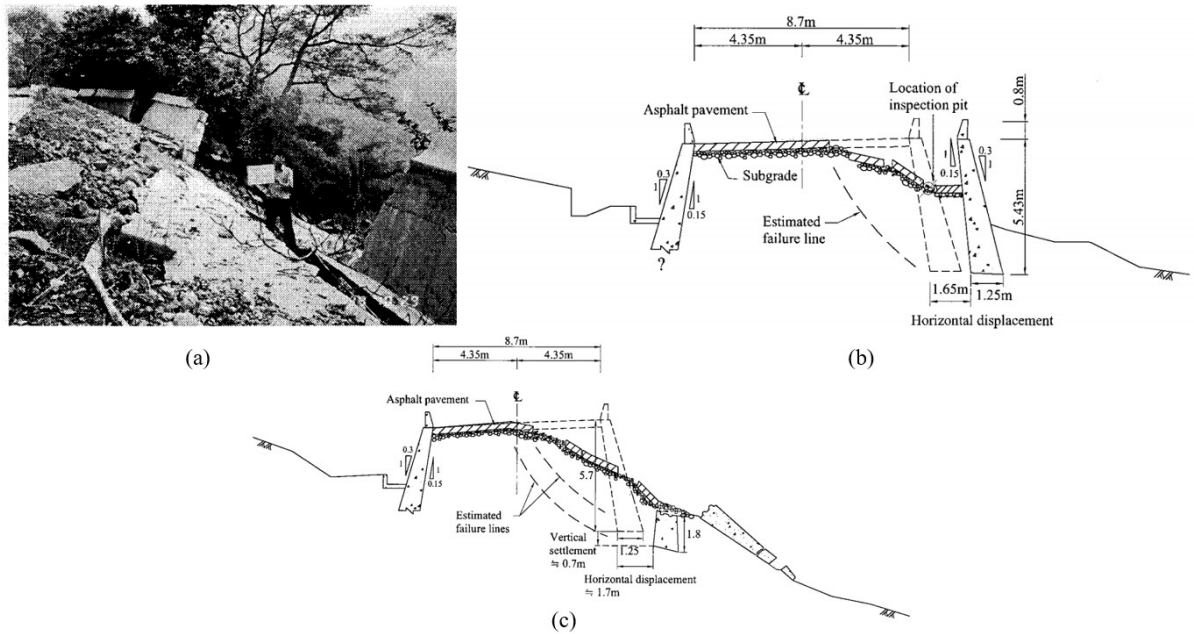 (a)
8.7m
4.35m
4.35m
℄
Location of
inspection pit
Asphalt pavement
0.8m
0.3
1
1
0.15
Subgrade
1
0.15
0.3
1
Estimated
failure line
5.43m
?
1.65m
1.25m
Horizontal displacement
(b)
8.7m
4.35m
4.35m
℄
Asphalt pavement
0.3
1
1
0.15
5.7
Estimated
failure lines
Vertical
settlement
≒ 0.7m
1.25
1.8
Horizontal displacement
≒ 1.7m
(c)